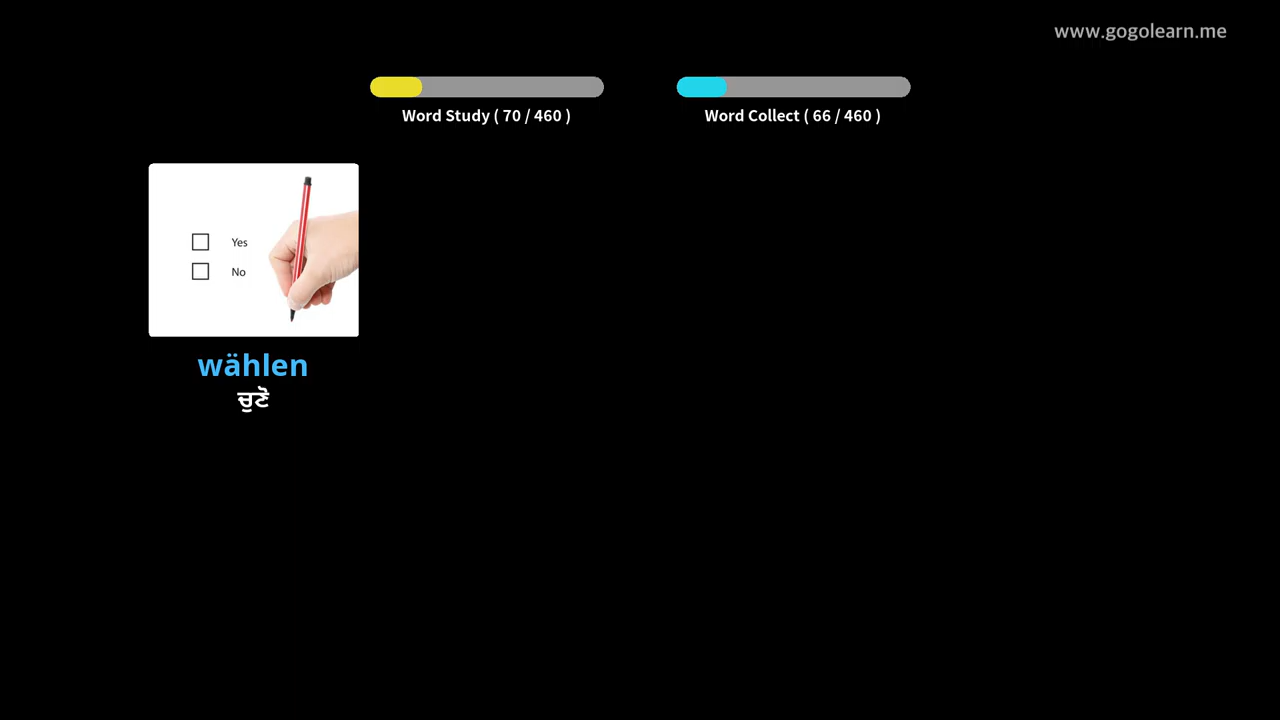 www.gogolearn.me
Word Study ( 70 / 460 )
Word Collect ( 66 / 460 )
Yes
No
wählen
ਚੁਣੋ